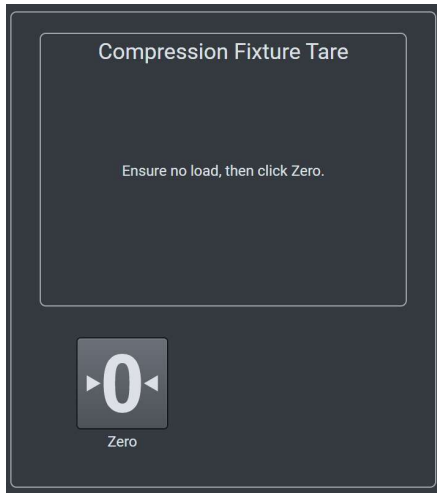 Compression Fixture Tare
Ensure no load, then click Zero.
0
Zero